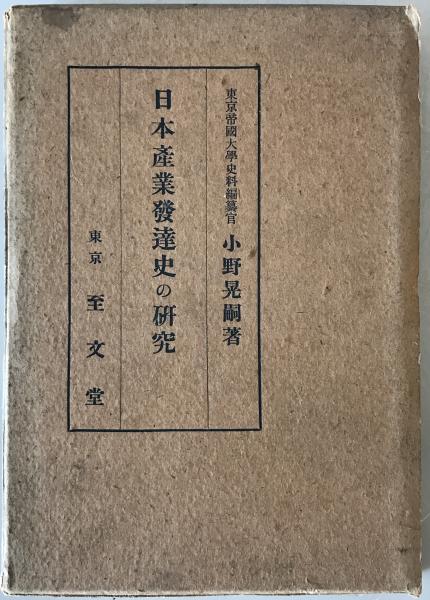 東京帝國大學史料編纂官 小野晃嗣著
日本產業發達史の硏究
東京 至文堂